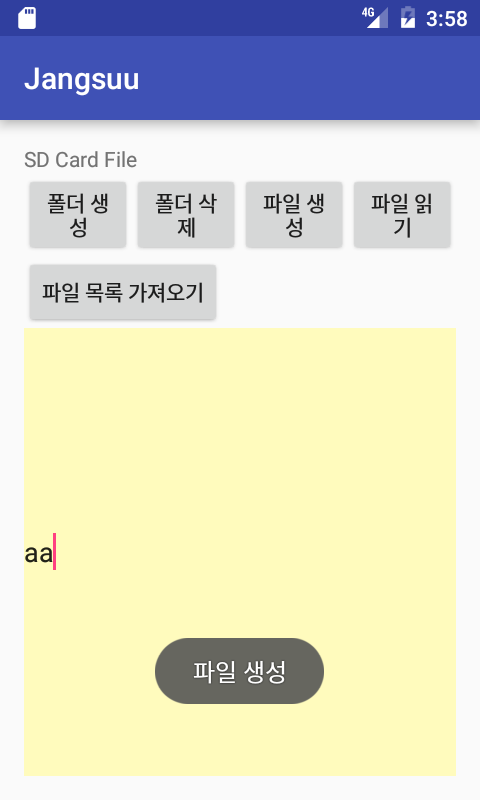 4G 3:58
Jangsuu
SD Card File
폴더 생
성
폴더 삭
제
파일 생
성
파일 읽
기
파일 목록 가져오기
aa
파일 생성